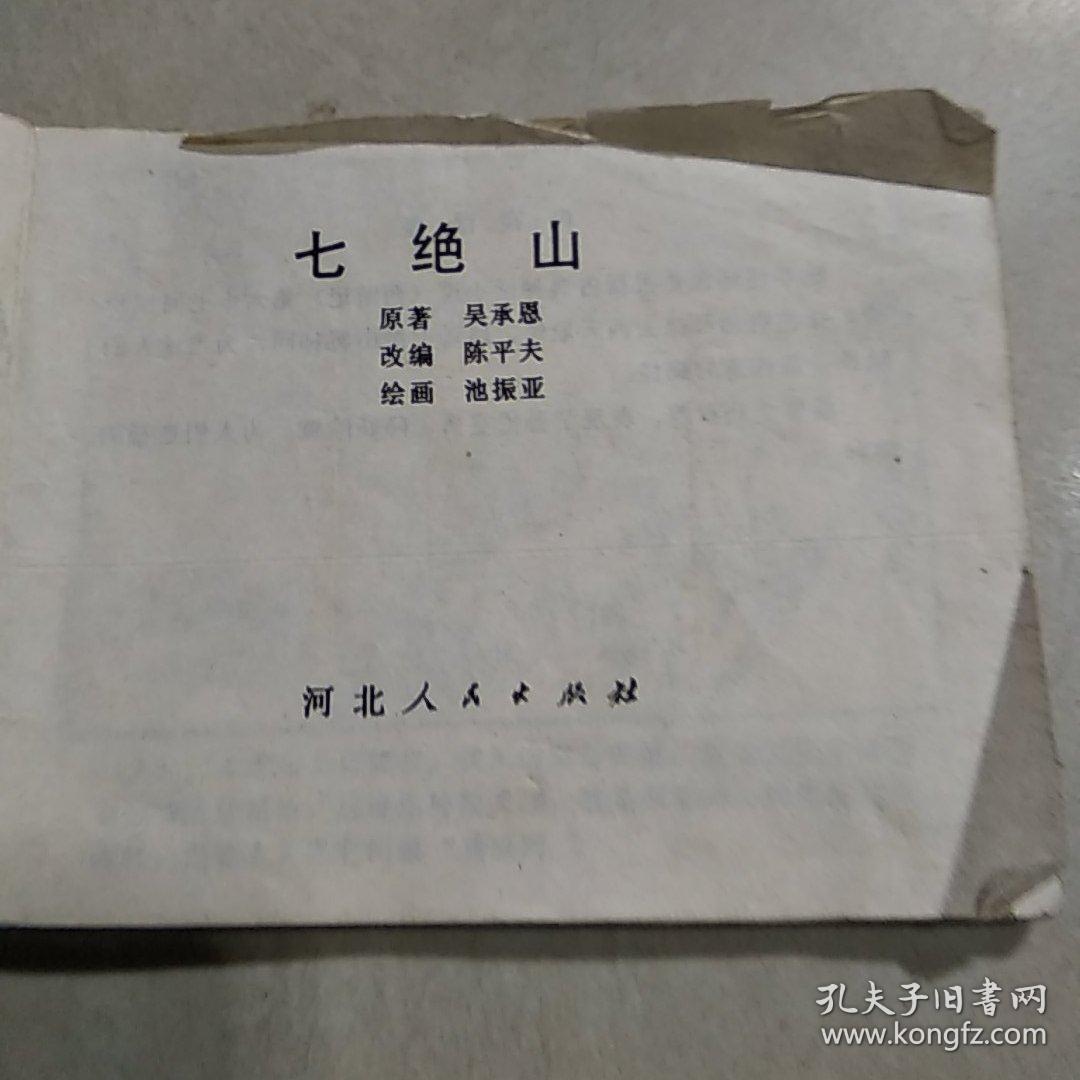 七绝山
原著 吴承恩
改编 陈平夫
绘画 池振亚
河北人民出版社
孔夫子旧書网
www.kongfz.com